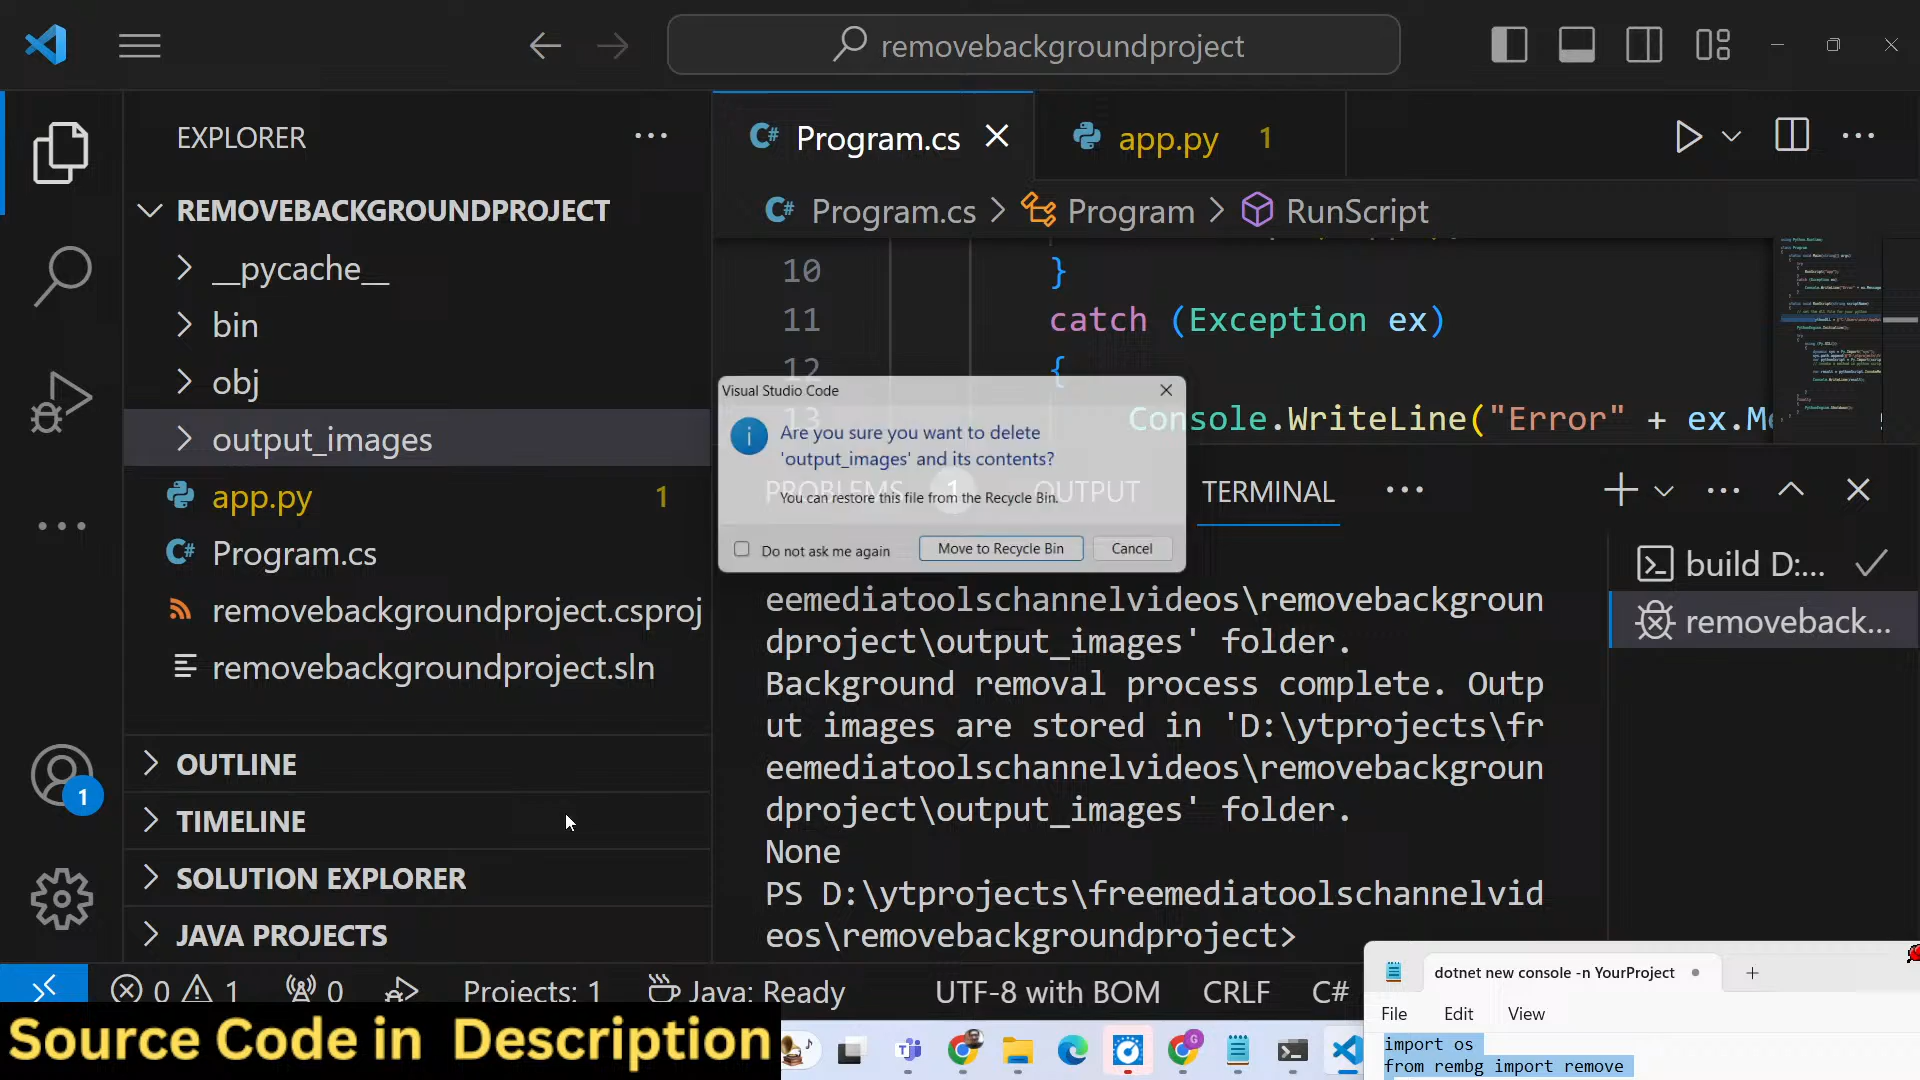 removebackgroundproject
EXPLORER
REMOVEBACKGROUNDPROJECT
__pycache__
bin
obj
output_images
app.py 1
Program.cs
removebackgroundproject.csproj
removebackgroundproject.sln
OUTLINE
TIMELINE
SOLUTION EXPLORER
JAVA PROJECTS
1
C# Program.cs
app.py 1
C# Program.cs > Program > RunScript
10 }
11 catch (Exception ex)
12 {
13 Console.WriteLine("Error" + ex.Me
Visual Studio Code
Are you sure you want to delete
'output_images' and its contents?
You can restore this file from the Recycle Bin.
Do not ask me again
Move to Recycle Bin
Cancel
PROBLEMS 1 OUTPUT TERMINAL
eemediatoolschannelvideos\removebackgroun
dproject\output_images' folder.
Background removal process complete. Outp
ut images are stored in 'D:\ytprojects\fr
eemediatoolschannelvideos\removebackgroun
dproject\output_images' folder.
None
PS D:\ytprojects\freemediatoolschannelvid
eos\removebackgroundproject>
build D:...
removeback...
0 1 0 Projects: 1 Java: Ready UTF-8 with BOM CRLF C#
Source Code in Description
dotnet new console -n YourProject
File Edit View
import os
from rembg import remove